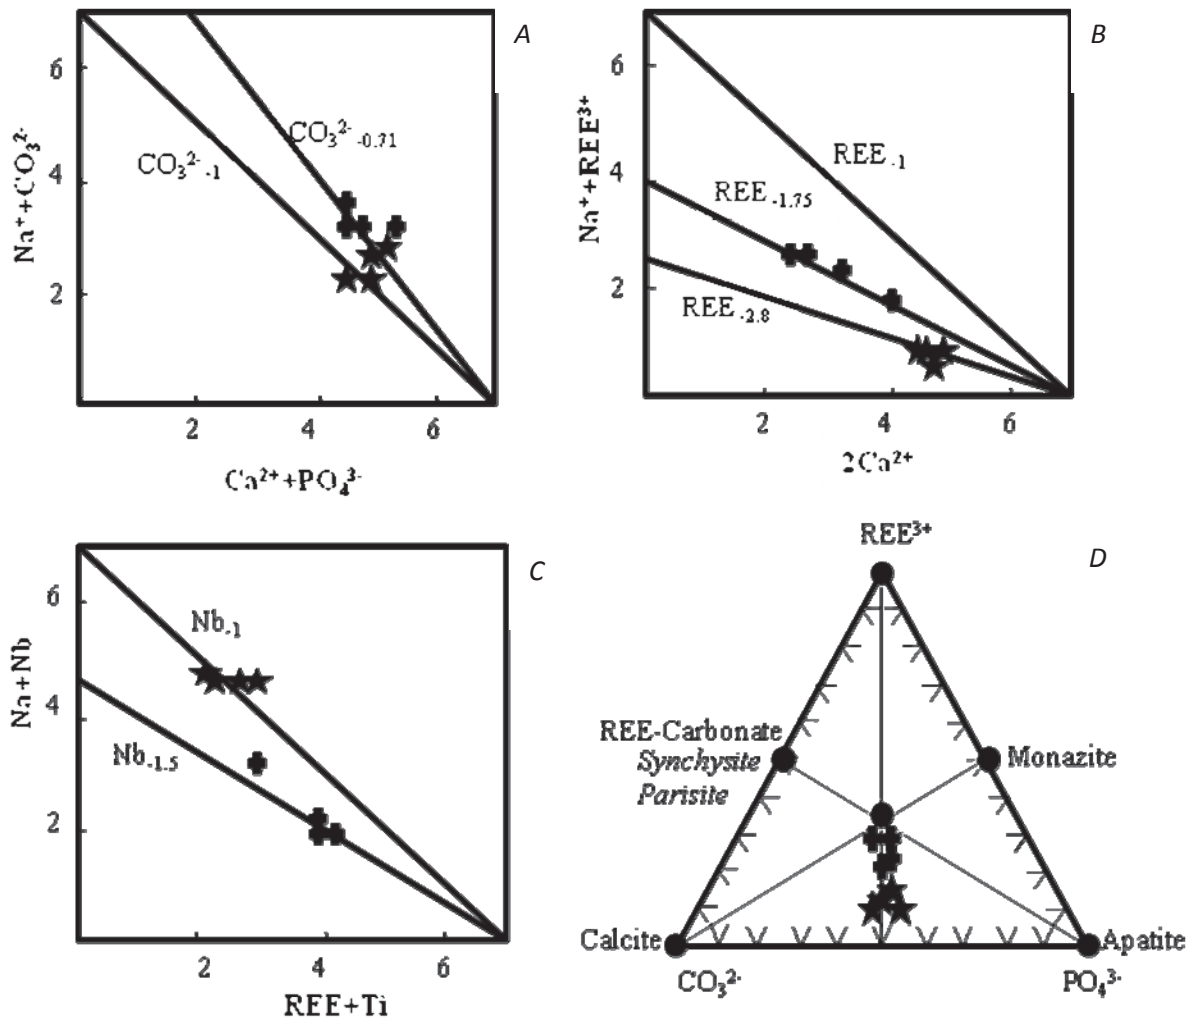 A
6
4
2
Na⁺+CO₃²⁻
CO₃²⁻-0.71
CO₃²⁻-1
2
4
6
Ca²⁺+PO₄³⁻
B
6
4
2
Na⁺+REE³⁺
REE-1
REE-1.75
REE-2.8
2
4
6
2Ca²⁺
C
6
4
2
Na+Nb
Nb-1
Nb-1.5
2
4
6
REE+Ti
REE³⁺
D
REE-Carbonate
Synchysite
Parisite
Monazite
Calcite
Apatite
CO₃²⁻
PO₄³⁻